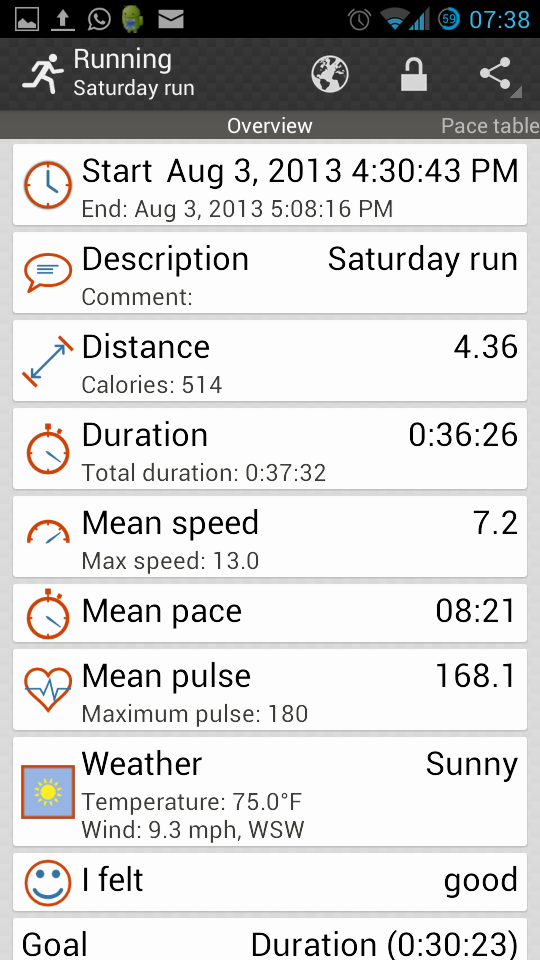 59 07:38
Running
Saturday run
Overview Pace table
Start Aug 3, 2013 4:30:43 PM
End: Aug 3, 2013 5:08:16 PM
Description Saturday run
Comment:
Distance 4.36
Calories: 514
Duration 0:36:26
Total duration: 0:37:32
Mean speed 7.2
Max speed: 13.0
Mean pace 08:21
Mean pulse 168.1
Maximum pulse: 180
Weather Sunny
Temperature: 75.0°F
Wind: 9.3 mph, WSW
I felt good
Goal Duration (0:30:23)